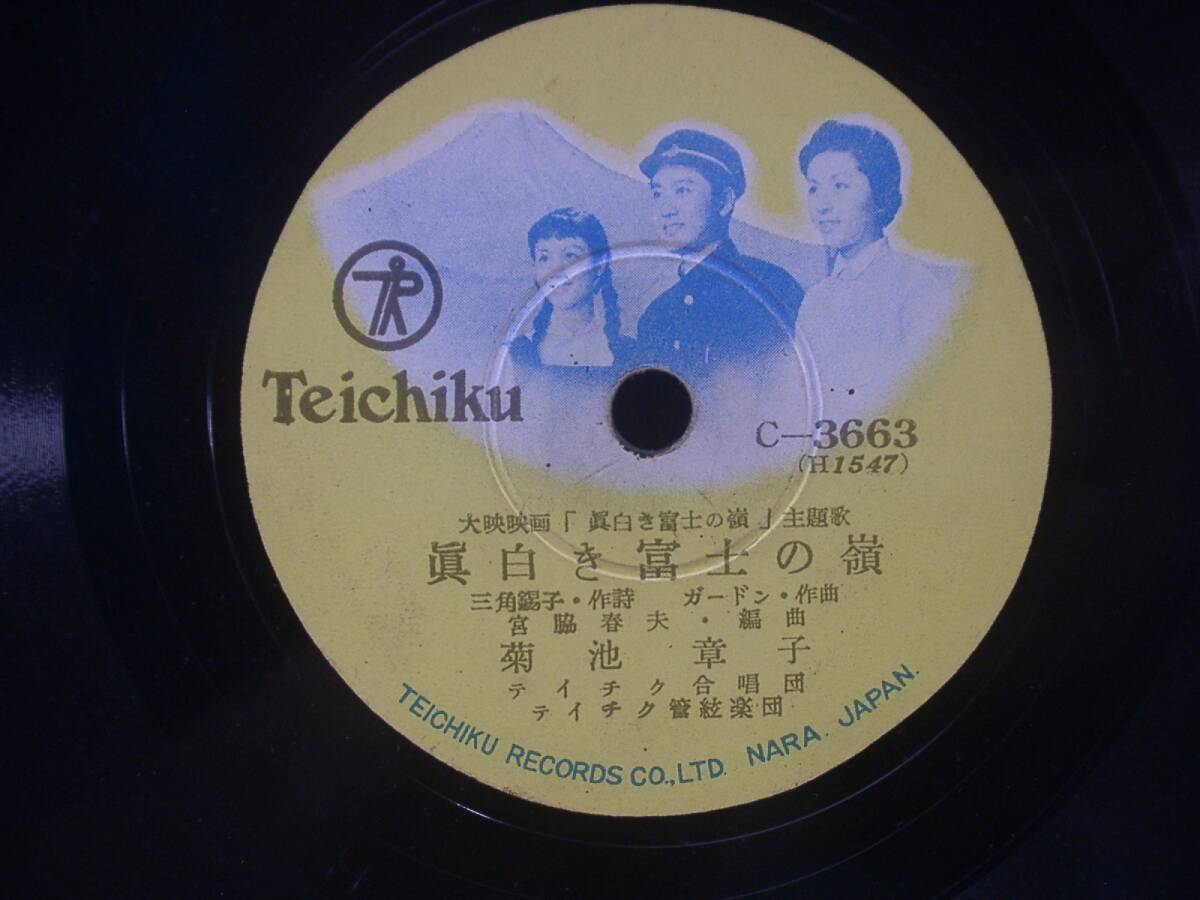 Teichiku
C—3663
(H1547)
大映映画「眞白き富士の嶺」主題歌
眞白き富士の嶺
三角錫子・作詩 ガードン・作曲
宮脇春夫・編曲
菊池章子
テイチク合唱団
テイチク管絃楽団
TEICHIKU RECORDS CO.,LTD. NARA. JAPAN.